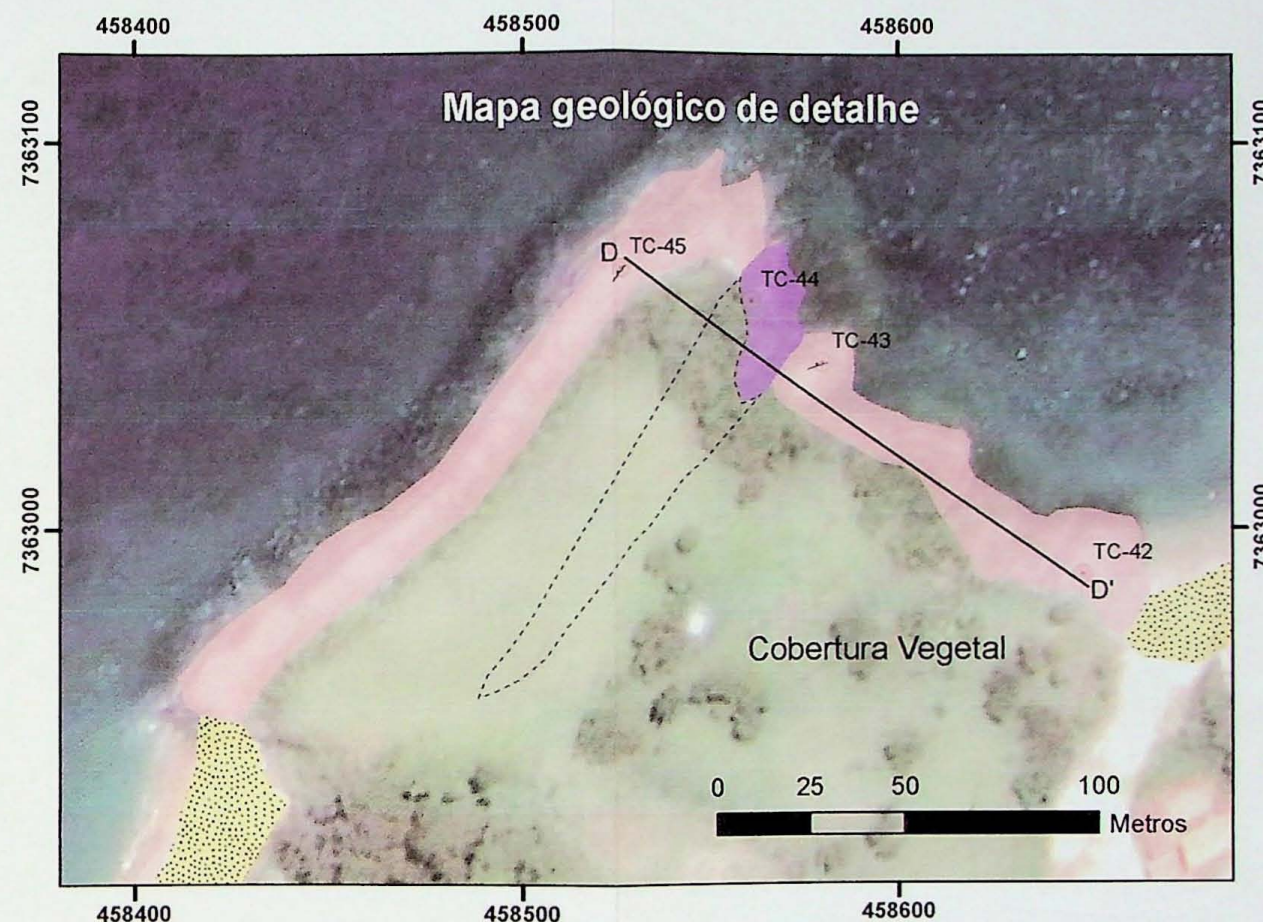 458400 458500 458600
Mapa geológico de detalhe
7363100 7363100
D TC-45
TC-44
TC-43
7363000 7363000
TC-42
D'
Cobertura Vegetal
0 25 50 100
Metros
458400 458500 458600